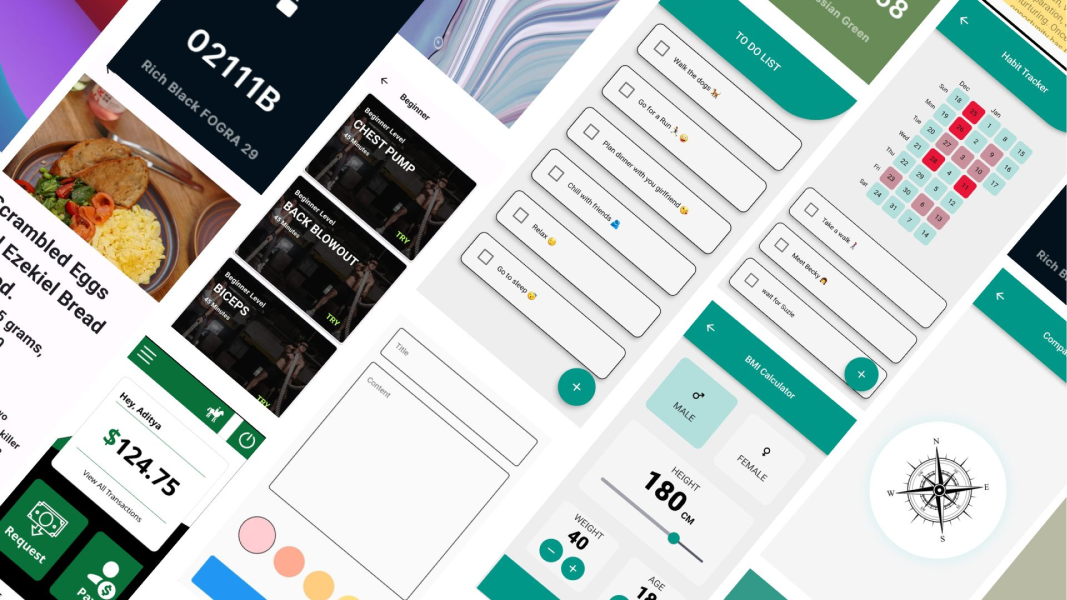 02111B
Rich Black FOGRA 29
Scrambled Eggs
Ezekiel Bread
5 grams,
killer
Hey, Aditya
$124.75
View All Transactions
Request
Beginner
Beginner Level
CHEST PUMP
45 Minutes
TRY
Beginner Level
BACK BLOWOUT
45 Minutes
TRY
Beginner Level
BICEPS
45 Minutes
TRY
Title
Content
TO DO LIST
Walk the dogs 🐕
Go for a Run 🏃😜
Plan dinner with you girlfriend 😘
Chill with friends 🫂
Relax 😌
Go to sleep 😴
+
Russian Green
Habit Tracker
Dec
Jan
Sun 18 25 1 8 15
Mon 19 26 2 9 16
Tue 20 27 3 10 17
Wed 21 28 4 11
Thu 22 29 5 12
Fri 23 30 6 13
Sat 24 31 7 14
Take a walk 🚶
Meet Becky 👩
wait for Suzie
+
BMI Calculator
MALE
FEMALE
HEIGHT
180 CM
WEIGHT
40
AGE
18
Compa
N
E
S
W
Rich B